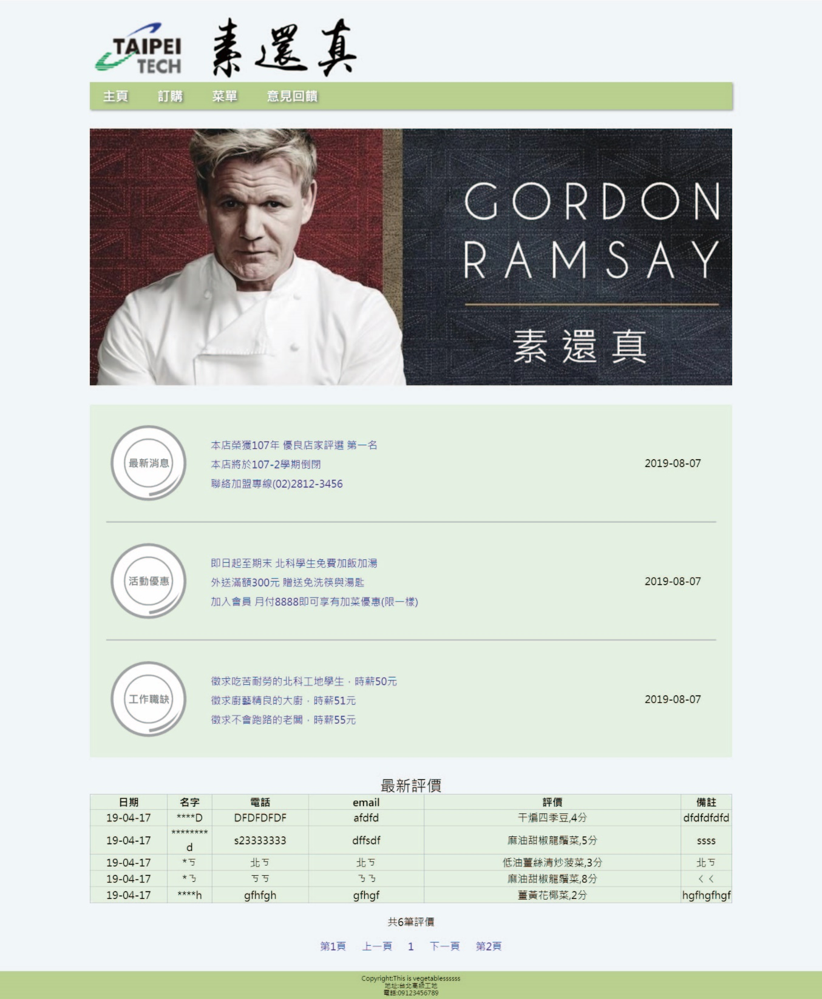 TAIPEI
TECH
素還真
主頁 訂購 菜單 意見回饋
GORDON
RAMSAY
素還真
最新消息
本店榮獲107年 優良店家評選 第一名
本店將於107-2學期倒閉
聯絡加盟專線(02)2812-3456
2019-08-07
活動優惠
即日起至期末 北科學生免費加飯加湯
外送滿額300元 贈送免洗筷與湯匙
加入會員 月付8888即可享有加菜優惠(限一樣)
2019-08-07
工作職缺
徵求吃苦耐勞的北科工地學生，時薪50元
徵求廚藝精良的大廚，時薪51元
徵求不會跑路的老闆，時薪55元
2019-08-07
最新評價
日期 名字 電話 email 評價 備註
19-04-17 ****D DFDFDFDF afdfd 干煸四季豆,4分 dfdfdfdfd
19-04-17 ********d s23333333 dffsdf 麻油甜椒龍鬚菜,5分 ssss
19-04-17 *ㄎ 北ㄎ 北ㄎ 低油薑絲清炒菠菜,3分 北ㄎ
19-04-17 *ㄋ ㄎㄎ ㄋㄋ 麻油甜椒龍鬚菜,8分 ㄑㄑ
19-04-17 ****h gfhfgh gfhgf 薑黃花椰菜,2分 hgfhgfhgf
共6筆評價
第1頁 上一頁 1 下一頁 第2頁
Copyright:This is vegetablessssss
地址:台北高級工地
電話:09123456789